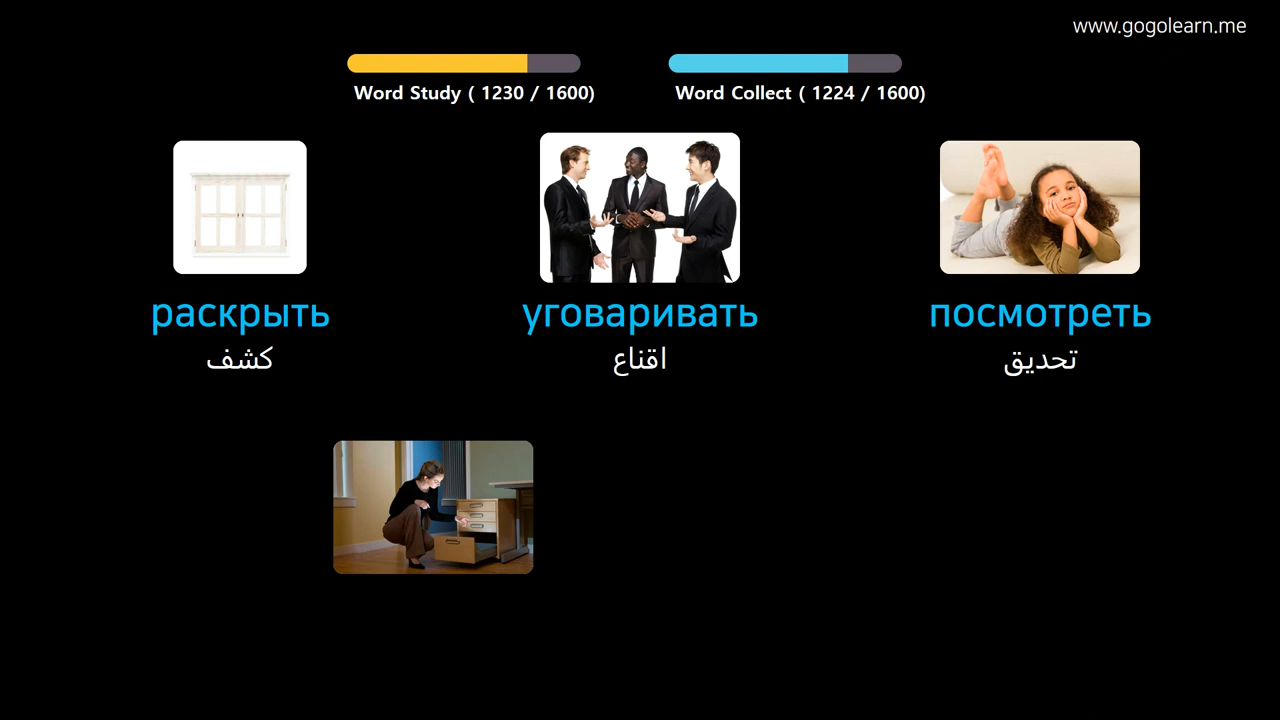 www.gogolearn.me
Word Study ( 1230 / 1600)
Word Collect ( 1224 / 1600)
раскрыть
уговаривать
посмотреть
كشف
اقناع
تحديق